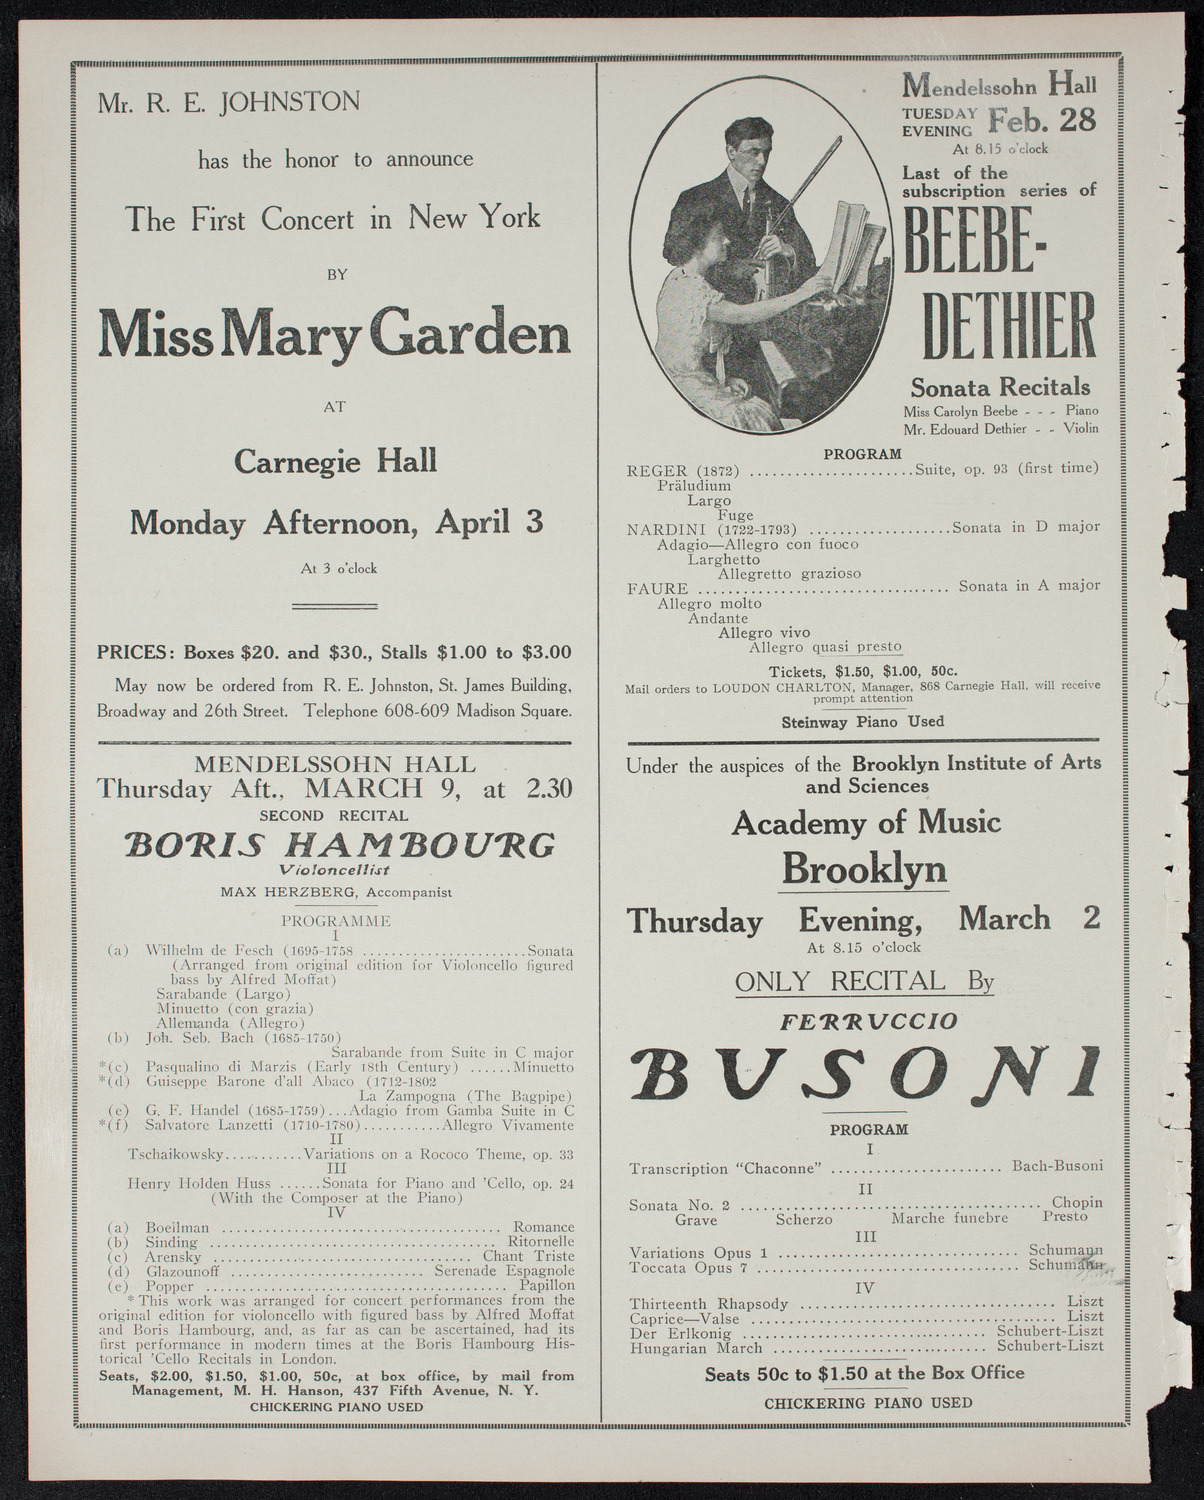 Mr. R. E. JOHNSTON
has the honor to announce
The First Concert in New York
BY
Miss Mary Garden
AT
Carnegie Hall
Monday Afternoon, April 3
At 3 o'clock
PRICES: Boxes $20. and $30., Stalls $1.00 to $3.00
May now be ordered from R. E. Johnston, St. James Building,
Broadway and 26th Street. Telephone 608-609 Madison Square.
MENDELSSOHN HALL
Thursday Aft., MARCH 9, at 2.30
SECOND RECITAL
BORIS HAMBOURG
Violoncellist
MAX HERZBERG, Accompanist
PROGRAMME
I
(a) Wilhelm de Fesch (1695-1758 ........................Sonata
(Arranged from original edition for Violoncello figured
bass by Alfred Moffat)
Sarabande (Largo)
Minuetto (con grazia)
Allemanda (Allegro)
(b) Joh. Seb. Bach (1685-1750)
Sarabande from Suite in C major
*(c) Pasqualino di Marzis (Early 18th Century) ......Minuetto
*(d) Guiseppe Barone d'all Abaco (1712-1802
La Zampogna (The Bagpipe)
(e) G. F. Handel (1685-1759)...Adagio from Gamba Suite in C
*(f) Salvatore Lanzetti (1710-1780)...........Allegro Vivamente
II
Tschaikowsky...........Variations on a Rococo Theme, op. 33
III
Henry Holden Huss ......Sonata for Piano and 'Cello, op. 24
(With the Composer at the Piano)
IV
(a) Boeilman .................................... Romance
(b) Sinding ..................................... Ritornelle
(c) Arensky ................................. Chant Triste
(d) Glazounoff ......................... Serenade Espagnole
(e) Popper ....................................... Papillon
* This work was arranged for concert performances from the
original edition for violoncello with figured bass by Alfred Moffat
and Boris Hambourg, and, as far as can be ascertained, had its
first performance in modern times at the Boris Hambourg His-
torical 'Cello Recitals in London.
Seats, $2.00, $1.50, $1.00, 50c, at box office, by mail from
Management, M. H. Hanson, 437 Fifth Avenue, N. Y.
CHICKERING PIANO USED
Mendelssohn Hall
TUESDAY EVENING Feb. 28
At 8.15 o'clock
Last of the
subscription series of
BEEBE-
DETHIER
Sonata Recitals
Miss Carolyn Beebe - - - Piano
Mr. Edouard Dethier - - Violin
PROGRAM
REGER (1872) ......................Suite, op. 93 (first time)
Präludium
Largo
Fuge
NARDINI (1722-1793) ...................Sonata in D major
Adagio—Allegro con fuoco
Larghetto
Allegretto grazioso
FAURE .................................. Sonata in A major
Allegro molto
Andante
Allegro vivo
Allegro quasi presto
Tickets, $1.50, $1.00, 50c.
Mail orders to LOUDON CHARLTON, Manager, 868 Carnegie Hall, will receive
prompt attention
Steinway Piano Used
Under the auspices of the Brooklyn Institute of Arts
and Sciences
Academy of Music
Brooklyn
Thursday Evening, March 2
At 8.15 o'clock
ONLY RECITAL By
FERRUCCIO
BUSONI
PROGRAM
I
Transcription "Chaconne" ....................... Bach-Busoni
II
Sonata No. 2 ........................................ Chopin
Grave Scherzo Marche funebre Presto
III
Variations Opus 1 ................................ Schumann
Toccata Opus 7 ................................... Schumann
IV
Thirteenth Rhapsody .................................. Liszt
Caprice—Valse ........................................ Liszt
Der Erlkonig ................................ Schubert-Liszt
Hungarian March ........................ Schubert-Liszt
Seats 50c to $1.50 at the Box Office
CHICKERING PIANO USED